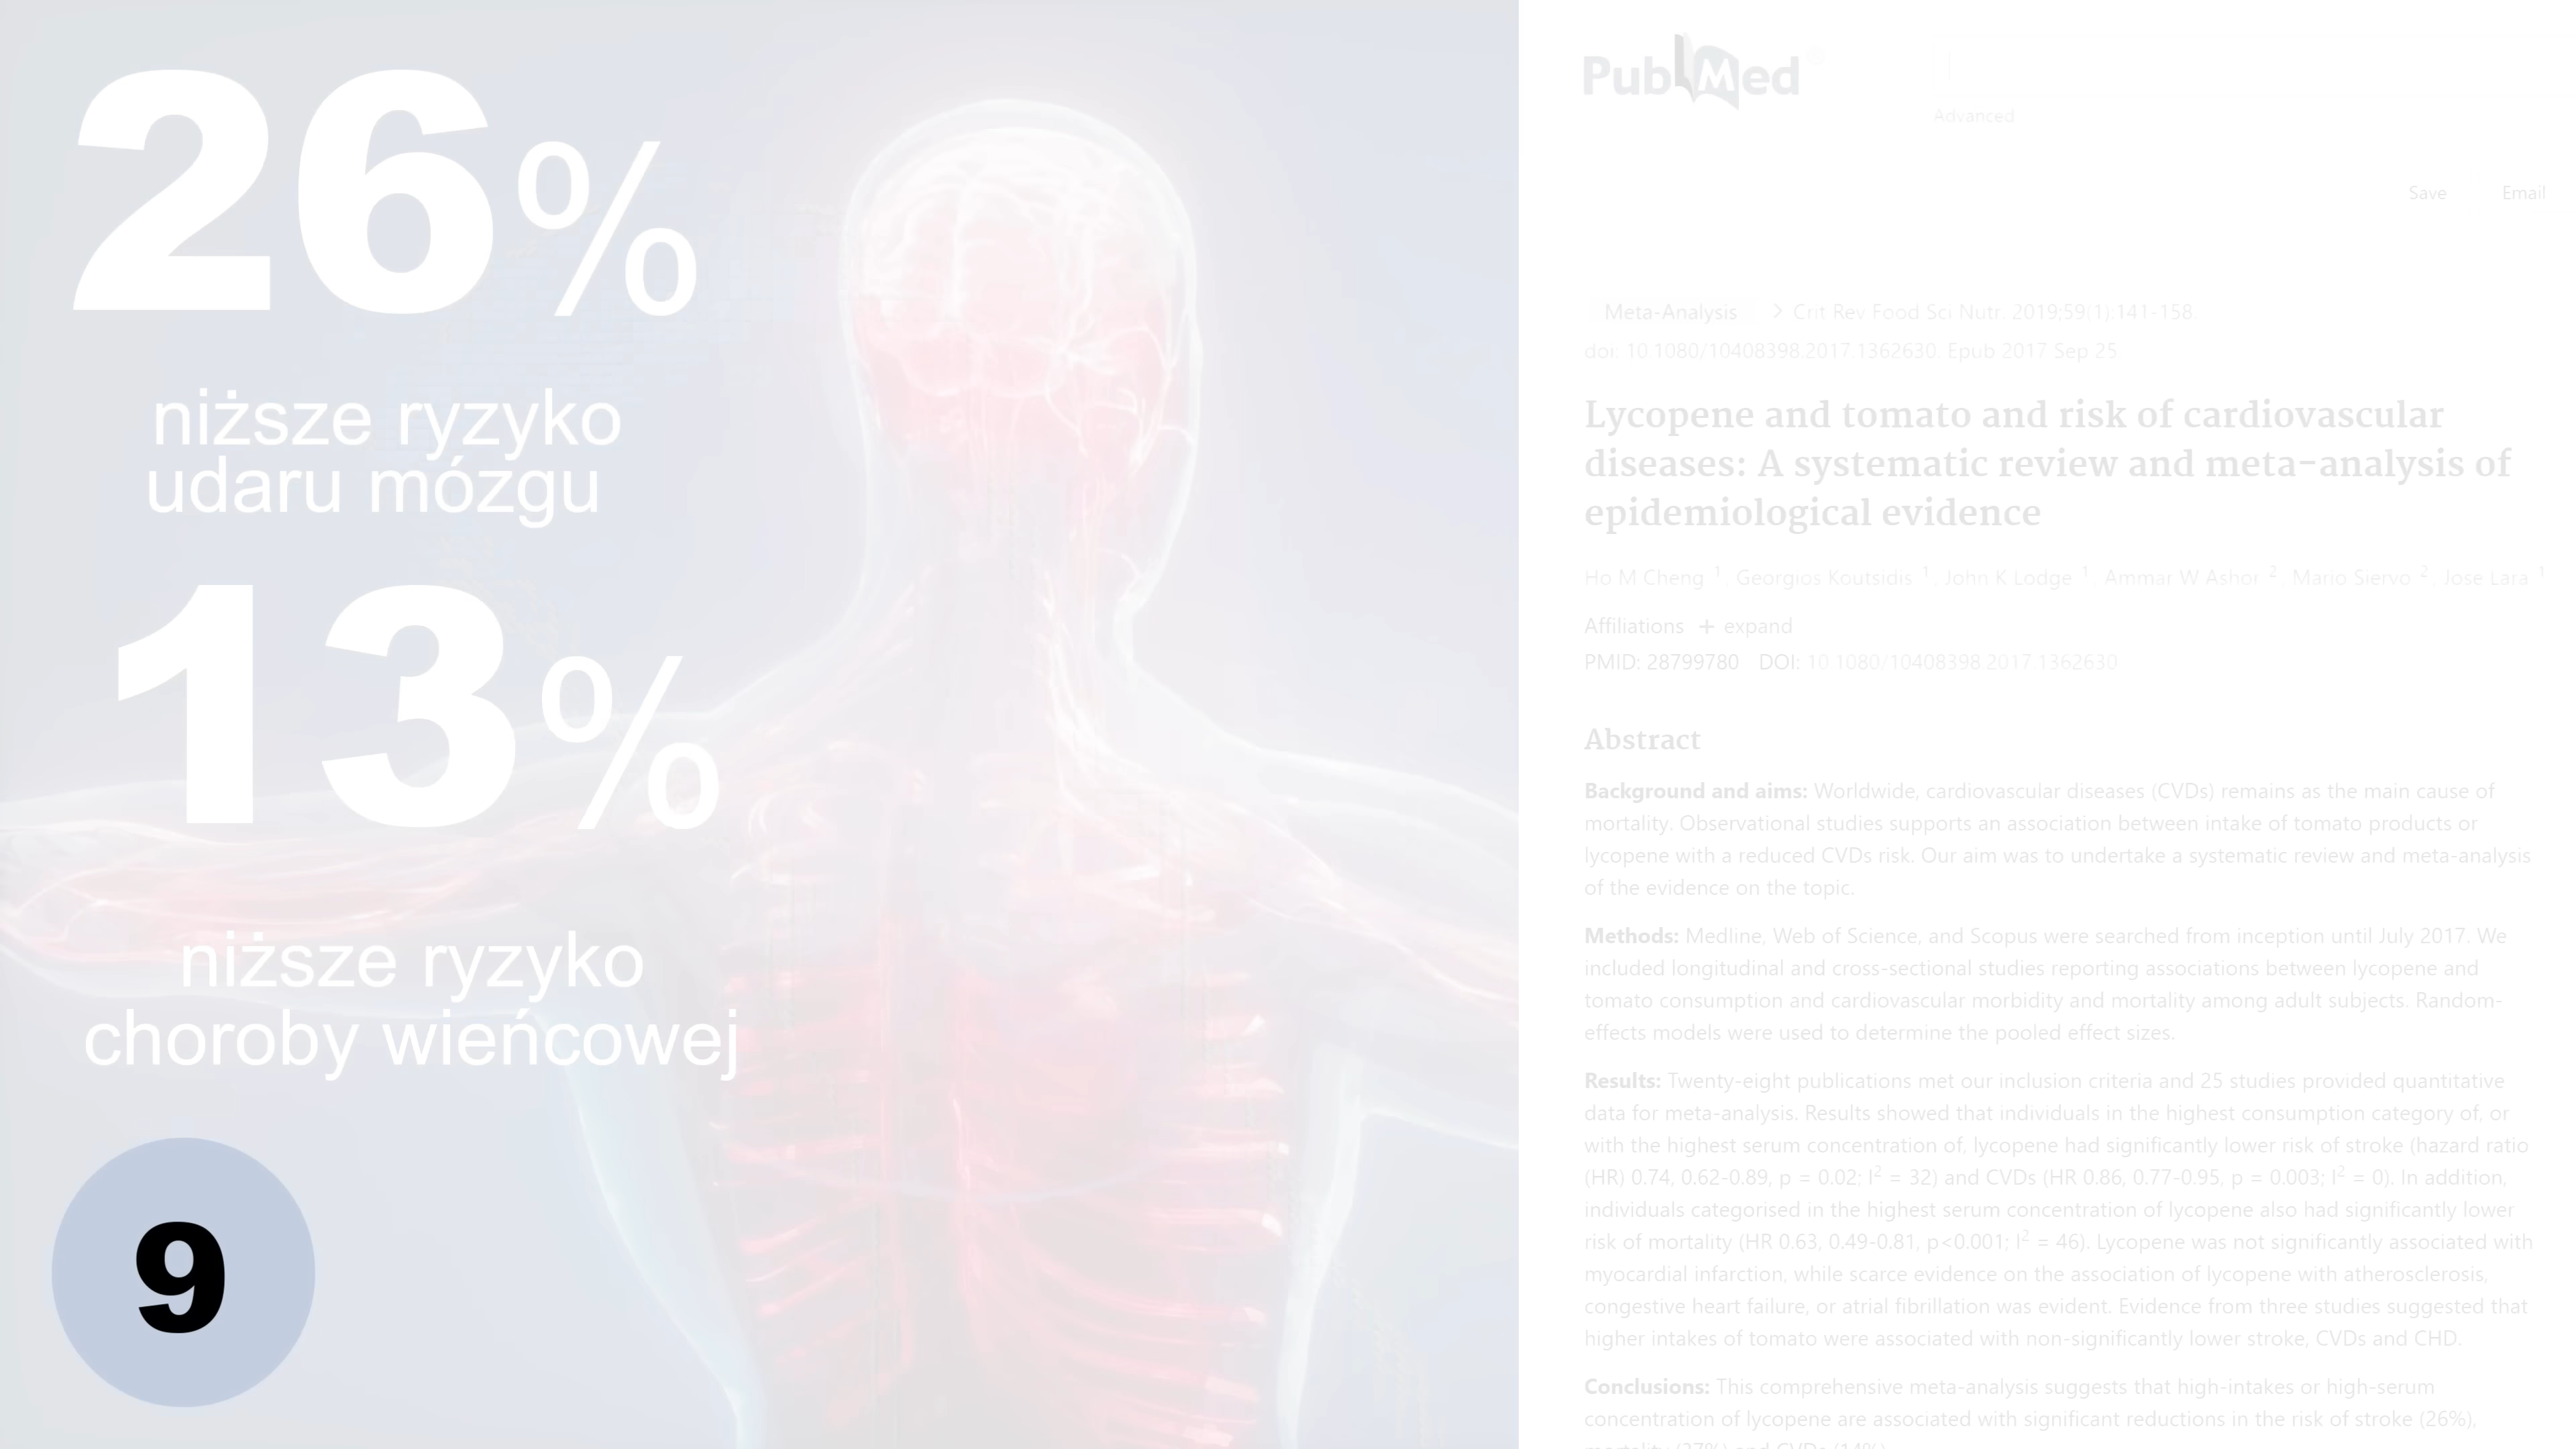 26%
niższe ryzyko
udaru mózgu
13%
niższe ryzyko
choroby wieńcowej
9
PubMed
Advanced
Save Email
Meta-Analysis > Crit Rev Food Sci Nutr. 2019;59(1):141-158
doi: 10.1080/10408398.2017.1362630. Epub 2017 Sep 25
Lycopene and tomato and risk of cardiovascular
diseases: A systematic review and meta-analysis of
epidemiological evidence
Ho M Cheng 1, Georgios Koutsidis 1, John K Lodge 1 Ammar W Ashor 2 Mario Siervo 2 Jose Lara 1
Affiliations + expand
PMID: 28799780 DOI: 10.1080/10408398.2017.1362630
Abstract
Background and aims: Worldwide, cardiovascular diseases (CVDs) remains as the main cause of
mortality. Observational studies supports an association between intake of tomato products or
lycopene with a reduced CVDs risk. Our aim was to undertake a systematic review and meta-analysis
of the evidence on the topic.
Methods: Medline, Web of Science, and Scopus were searched from inception until July 2017. We
included longitudinal and cross-sectional studies reporting associations between lycopene and
tomato consumption and cardiovascular morbidity and mortality among adult subjects. Random-
effects models were used to determine the pooled effect sizes.
Results: Twenty-eight publications met our inclusion criteria and 25 studies provided quantitative
data for meta-analysis. Results showed that individuals in the highest consumption category of, or
with the highest serum concentration of, lycopene had significantly lower risk of stroke (hazard ratio
(HR) 0.74, 0.62-0.89, p = 0.02; I2 = 32) and CVDs (HR 0.86, 0.77-0.95, p = 0.003; I2 = 0). In addition,
individuals categorised in the highest serum concentration of lycopene also had significantly lower
risk of mortality (HR 0.63, 0.49-0.81, p<0.001; I2 = 46). Lycopene was not significantly associated with
myocardial infarction, while scarce evidence on the association of lycopene with atherosclerosis,
congestive heart failure, or atrial fibrillation was evident. Evidence from three studies suggested that
higher intakes of tomato were associated with non-significantly lower stroke, CVDs and CHD.
Conclusions: This comprehensive meta-analysis suggests that high-intakes or high-serum
concentration of lycopene are associated with significant reductions in the risk of stroke (26%),
mortality (37%) and CVDs (14%)